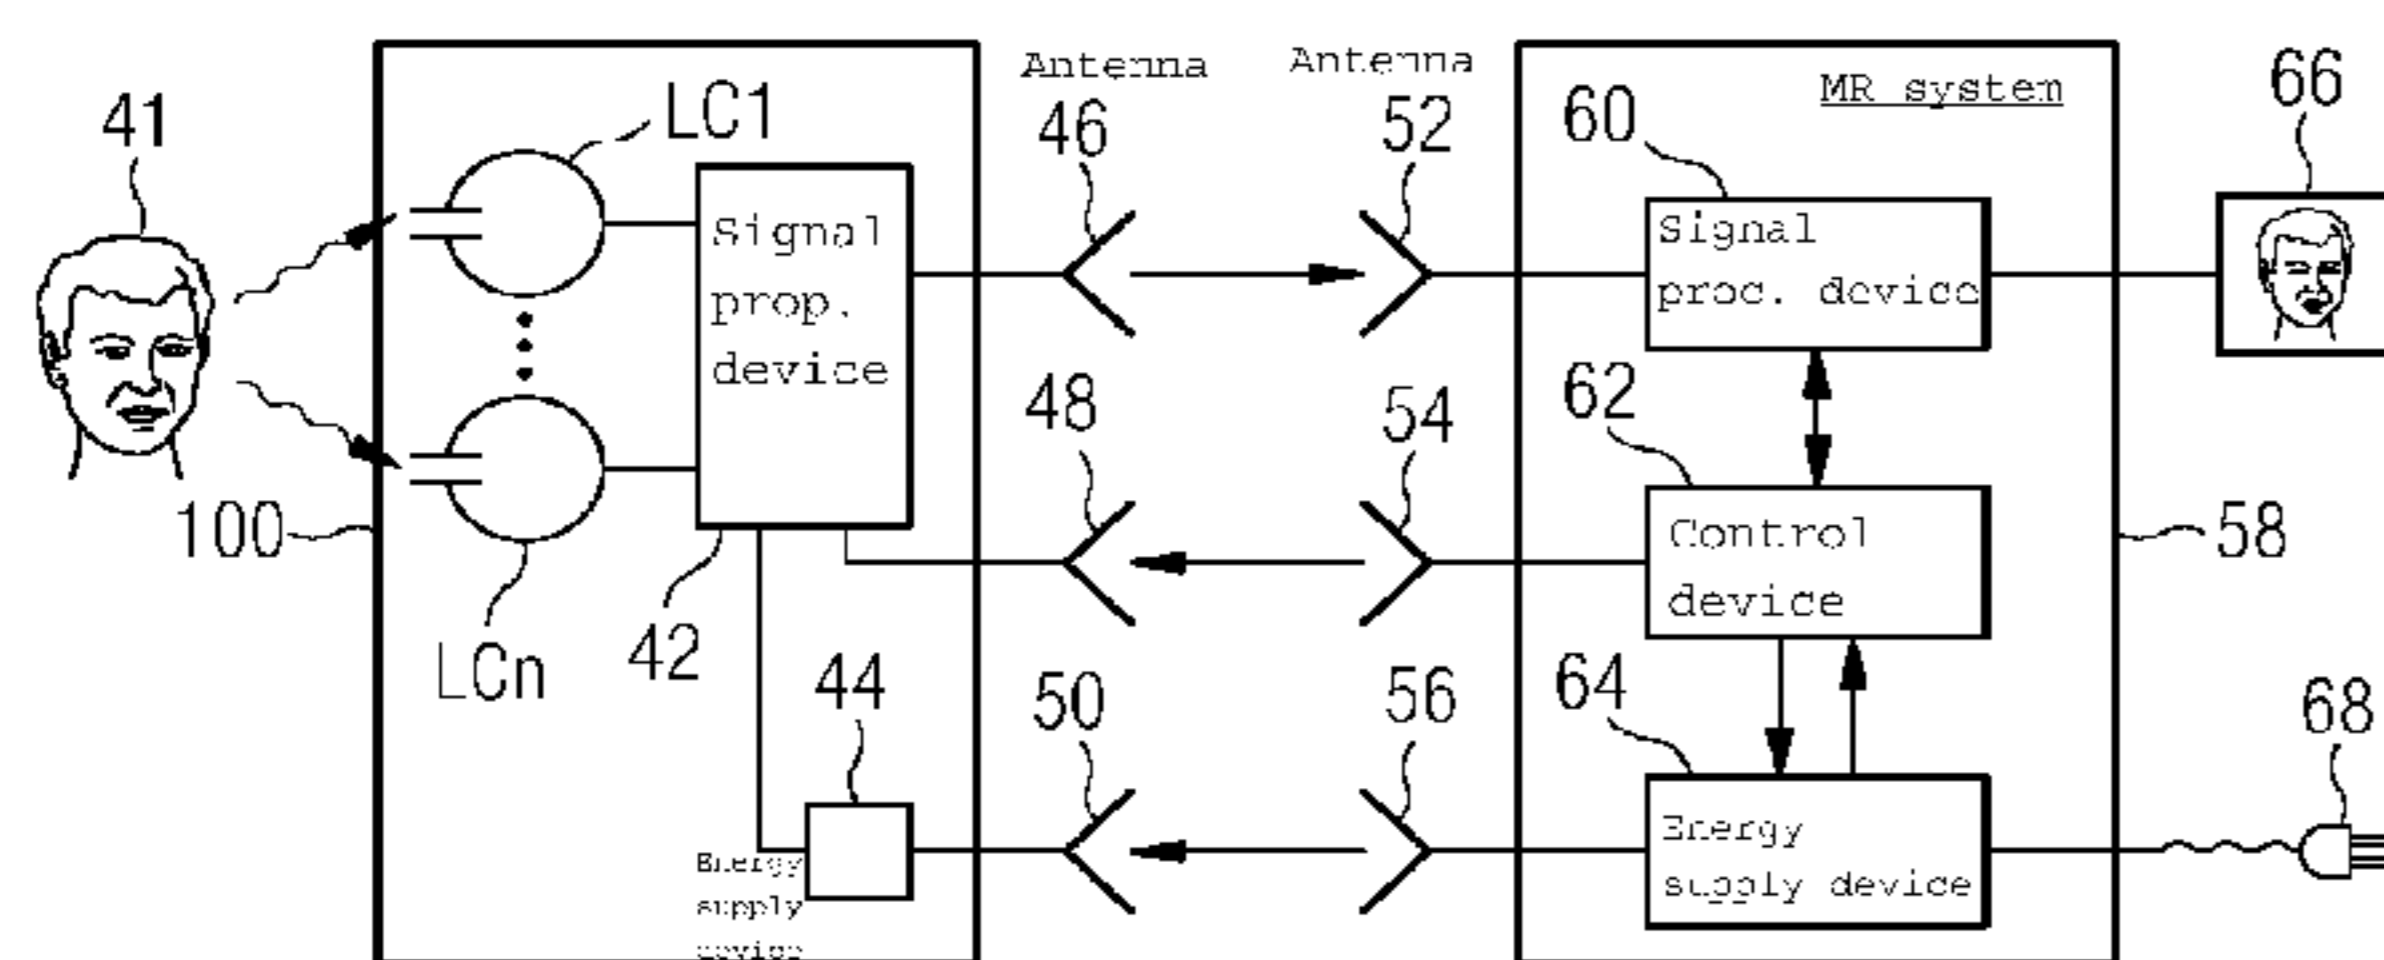 Antenna
Antenna
MR system
41
LC1
46
52
60
66
Signal
prop.
device
Signal
proc. device
48
54
62
100
Control
device
58
LCn
42
44
50
56
64
68
Energy
supply
device
Energy
supply device